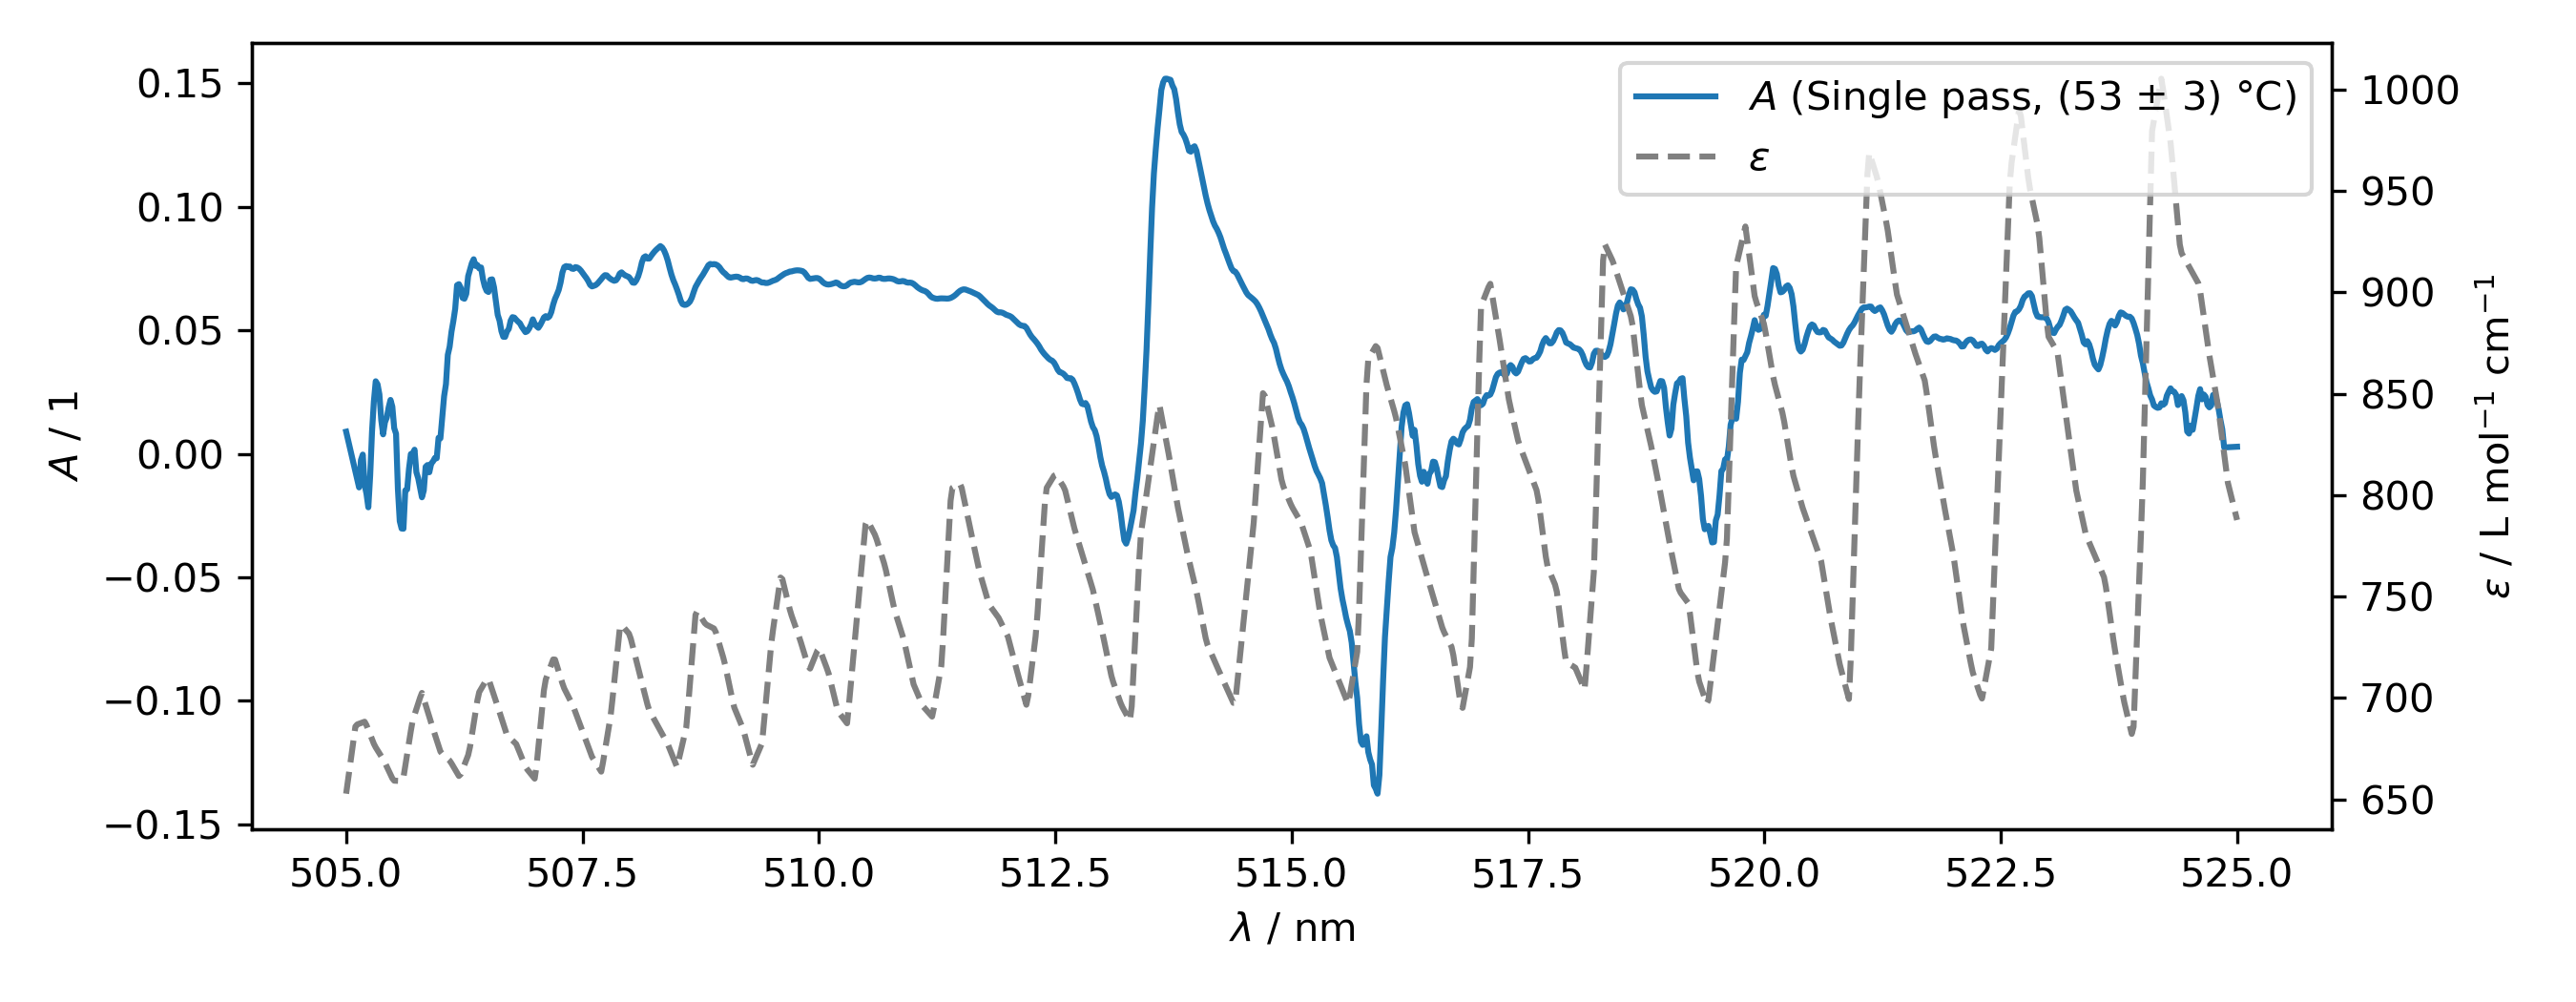 0.15
0.10
0.05
0.00
−0.05
−0.10
−0.15
A / 1
505.0 507.5 510.0 512.5 515.0 517.5 520.0 522.5 525.0
λ / nm
1000
950
900
850
800
750
700
650
ε / L mol⁻¹ cm⁻¹
A (Single pass, (53 ± 3) °C)
ε